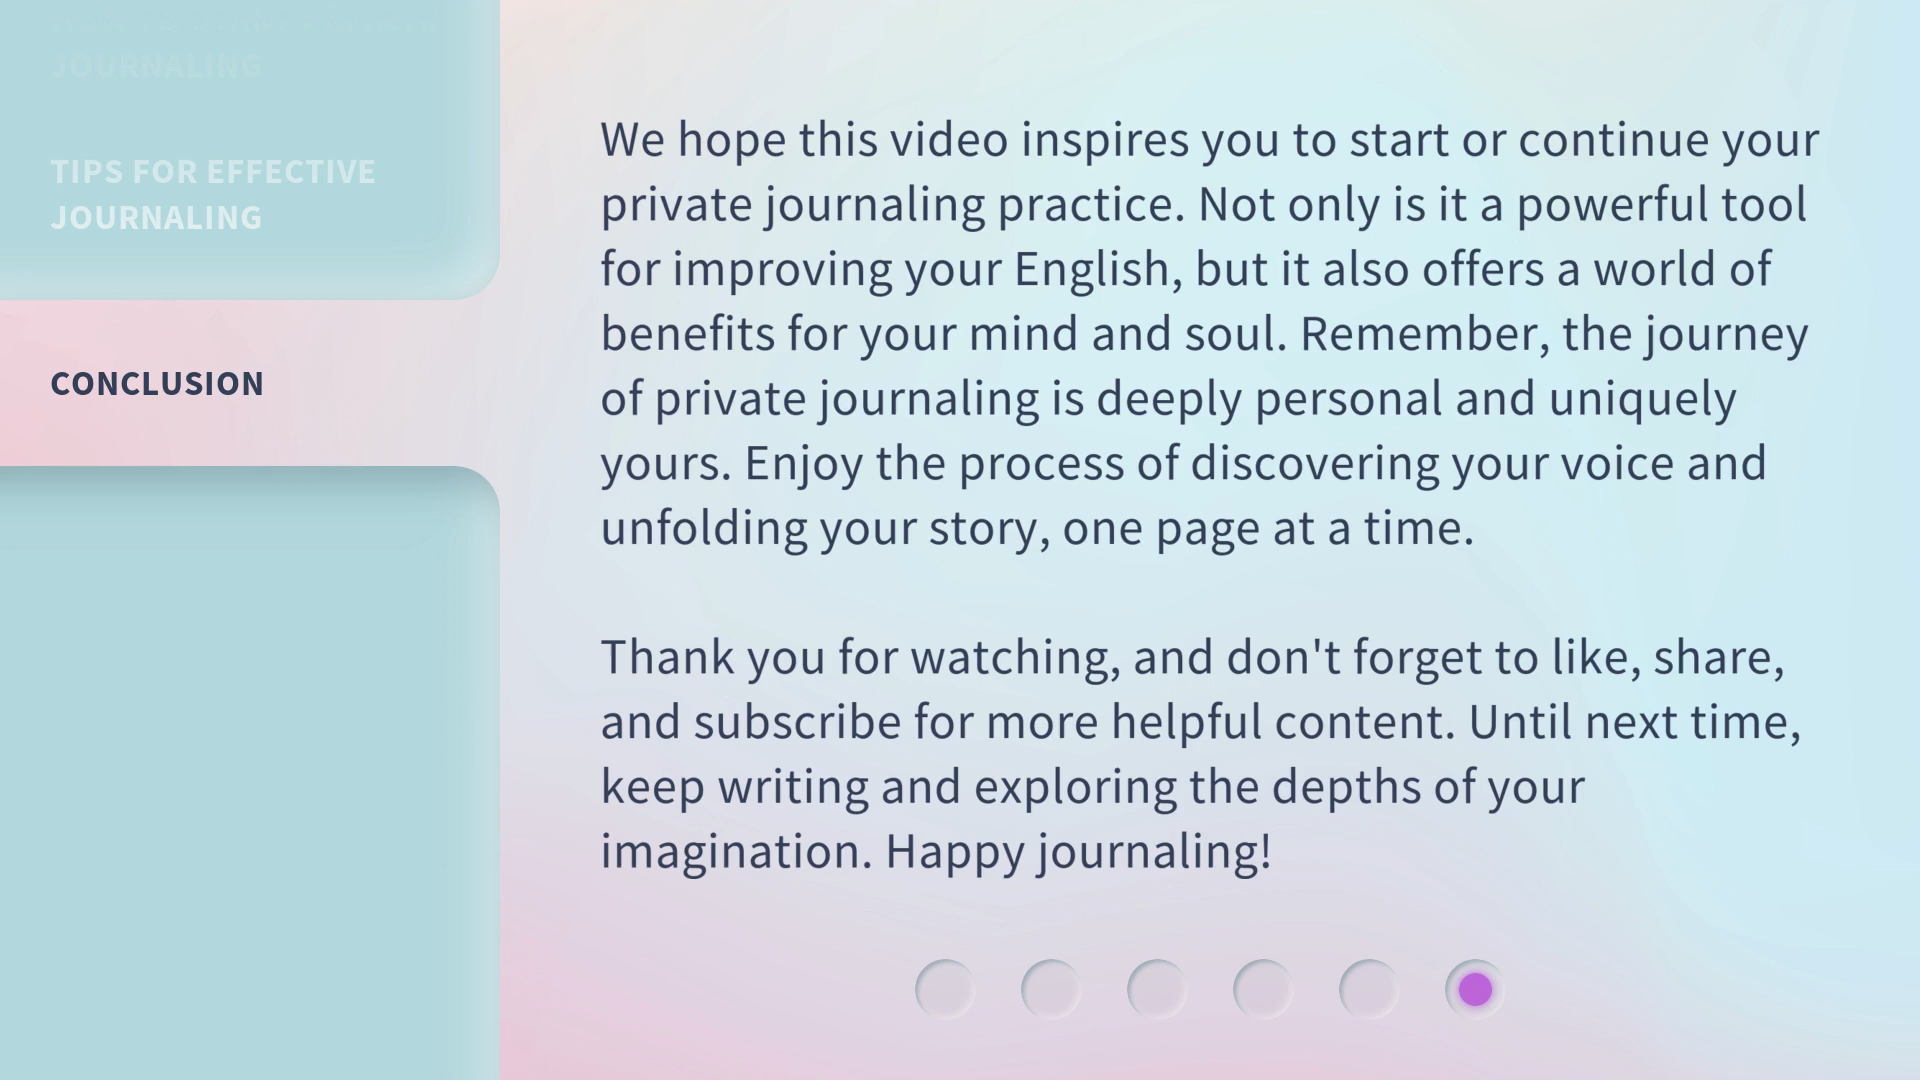 JOURNALING
TIPS FOR EFFECTIVE
JOURNALING
CONCLUSION
We hope this video inspires you to start or continue your
private journaling practice. Not only is it a powerful tool
for improving your English, but it also offers a world of
benefits for your mind and soul. Remember, the journey
of private journaling is deeply personal and uniquely
yours. Enjoy the process of discovering your voice and
unfolding your story, one page at a time.
Thank you for watching, and don't forget to like, share,
and subscribe for more helpful content. Until next time,
keep writing and exploring the depths of your
imagination. Happy journaling!